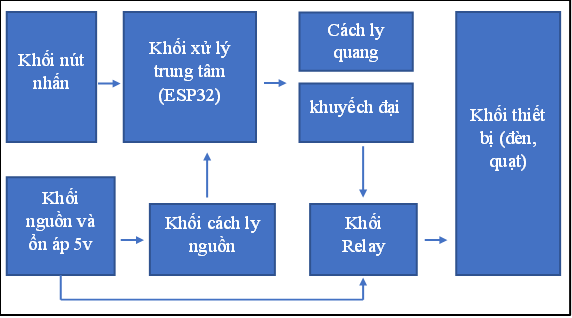 Khối nút
nhấn
Khối xử lý
trung tâm
(ESP32)
Cách ly
quang
khuyếch đại
Khối thiết
bị (đèn,
quạt)
Khối
nguồn và
ổn áp 5v
Khối cách ly
nguồn
Khối
Relay